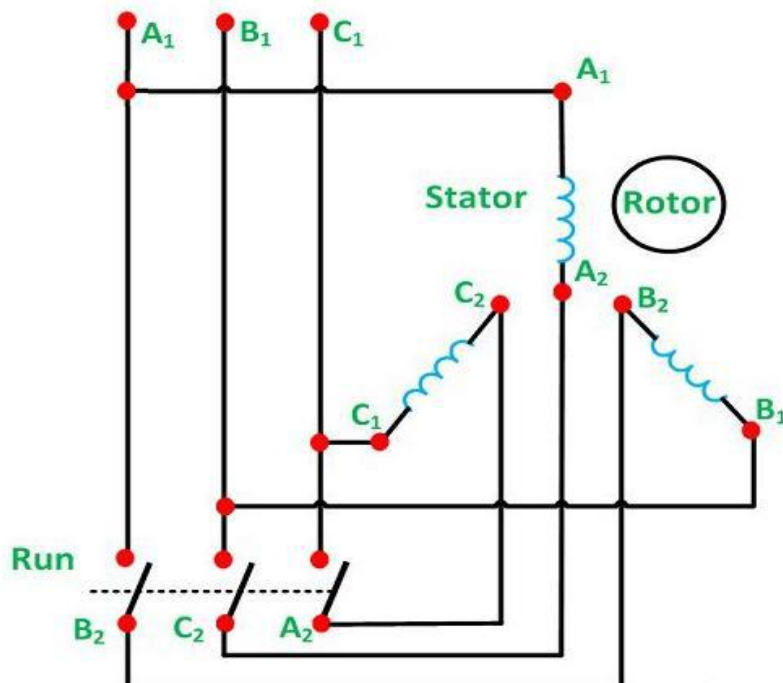 A₁ B₁ C₁
A₁
Stator
Rotor
A₂
C₂
B₂
C₁
B₁
Run
B₂ C₂ A₂